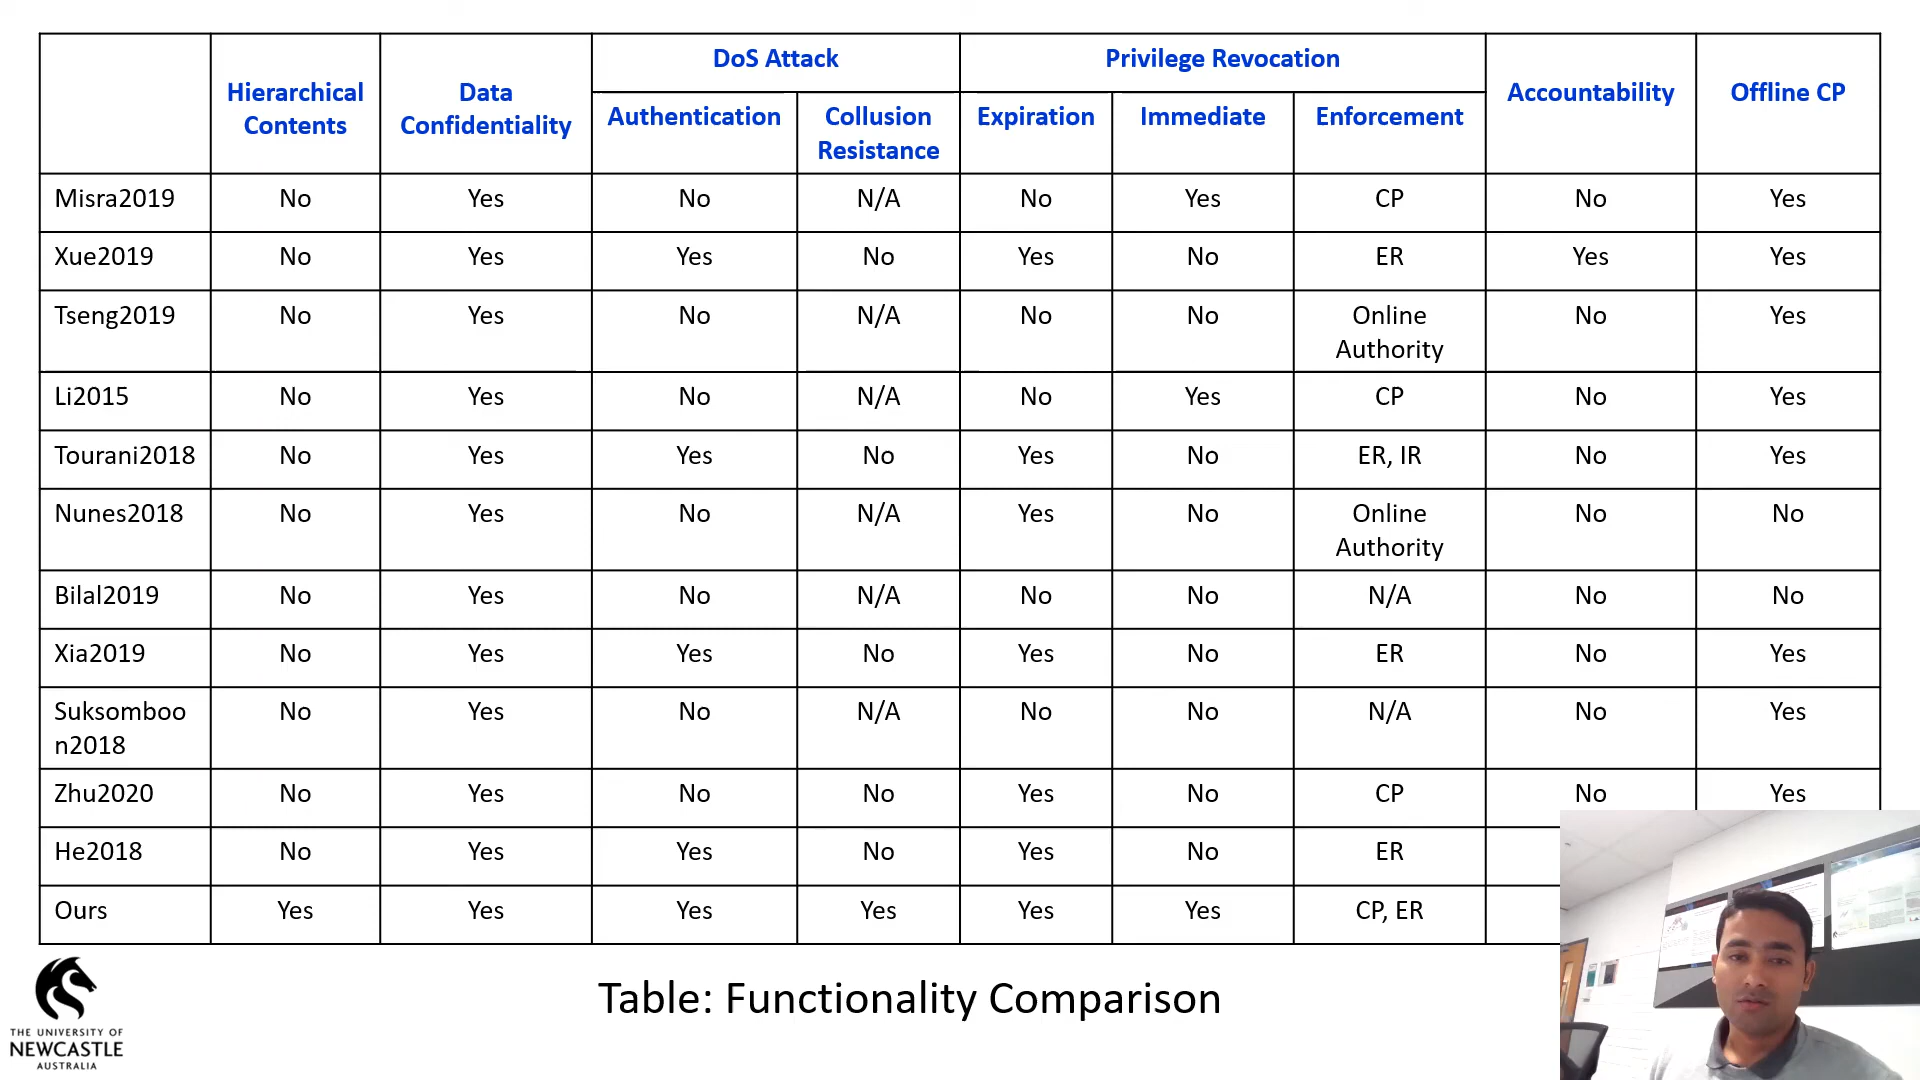 DoS Attack
Privilege Revocation
Hierarchical
Contents
Data
Confidentiality
Authentication
Collusion
Resistance
Expiration
Immediate
Enforcement
Accountability
Offline CP
Misra2019 No Yes No N/A No Yes CP No Yes
Xue2019 No Yes Yes No Yes No ER Yes Yes
Tseng2019 No Yes No N/A No No Online No Yes
Authority
Li2015 No Yes No N/A No Yes CP No Yes
Tourani2018 No Yes Yes No Yes No ER, IR No Yes
Nunes2018 No Yes No N/A Yes No Online No No
Authority
Bilal2019 No Yes No N/A No No N/A No No
Xia2019 No Yes Yes No Yes No ER No Yes
Suksomboo No Yes No N/A No No N/A No Yes
n2018
Zhu2020 No Yes No No Yes No CP No Yes
He2018 No Yes Yes No Yes No ER
Ours Yes Yes Yes Yes Yes Yes CP, ER
Table: Functionality Comparison
THE UNIVERSITY OF
NEWCASTLE
AUSTRALIA